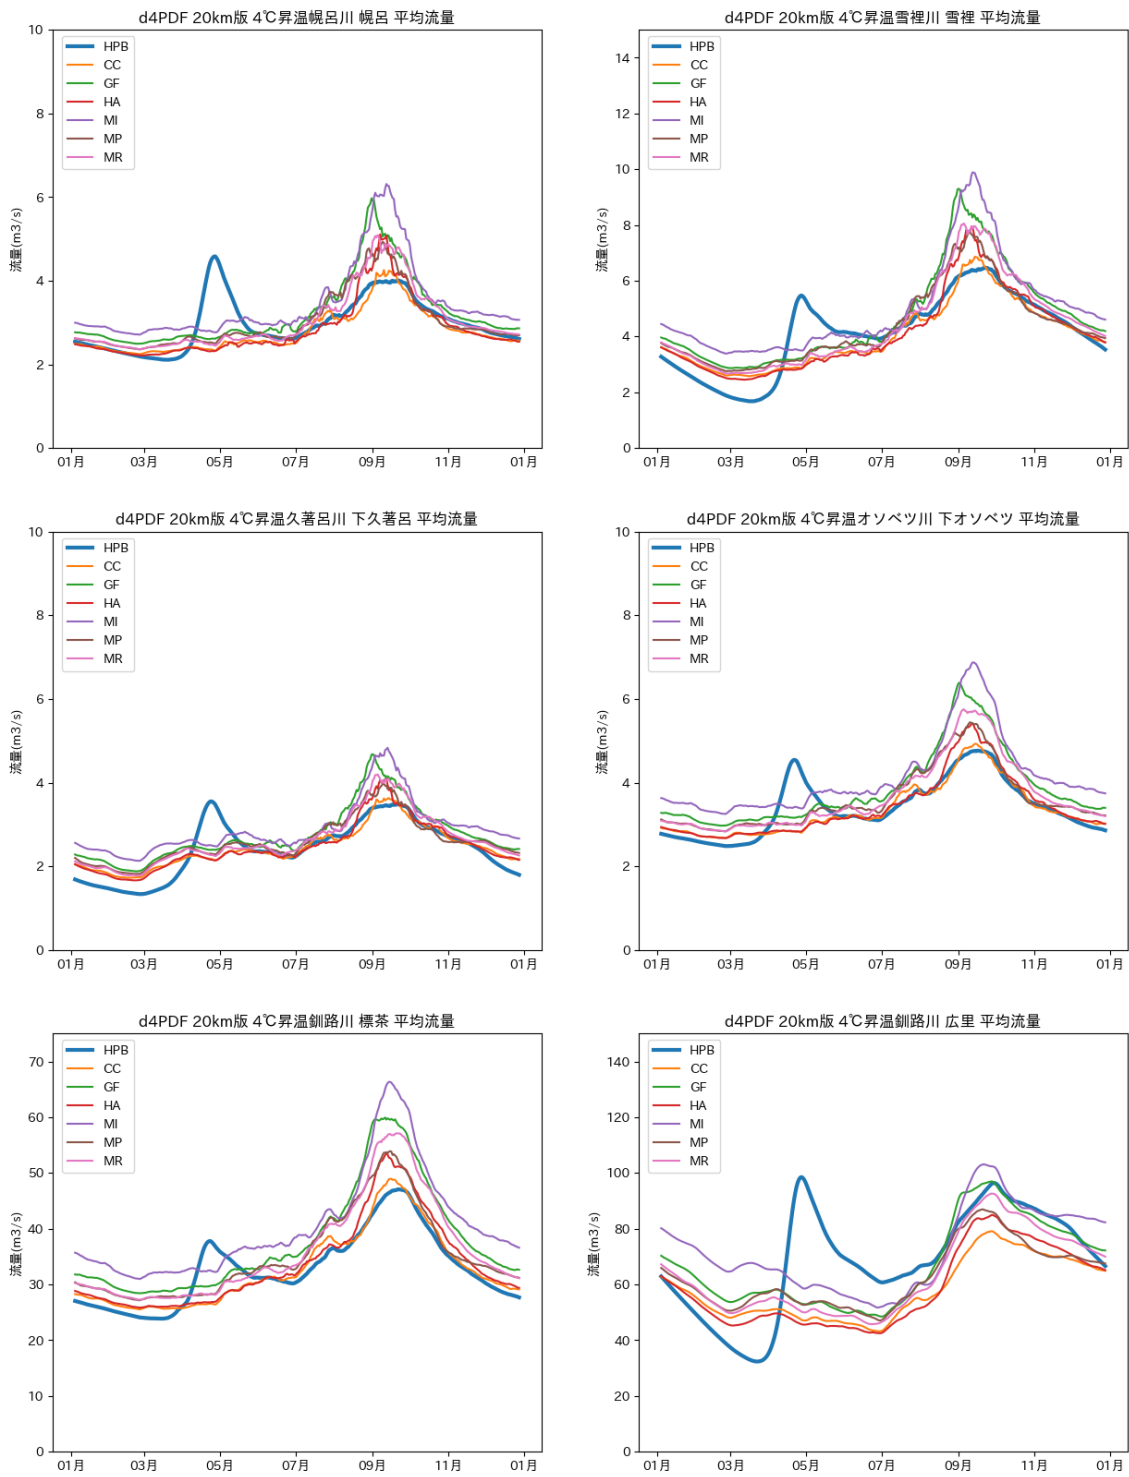 d4PDF 20km版 4℃昇温幌呂川 幌呂 平均流量
流量(m3/s)
10
8
6
4
2
0
HPB
CC
GF
HA
MI
MP
MR
01月 03月 05月 07月 09月 11月 01月
d4PDF 20km版 4℃昇温雪裡川 雪裡 平均流量
流量(m3/s)
14
12
10
8
6
4
2
0
HPB
CC
GF
HA
MI
MP
MR
01月 03月 05月 07月 09月 11月 01月
d4PDF 20km版 4℃昇温久著呂川 下久著呂 平均流量
流量(m3/s)
10
8
6
4
2
0
HPB
CC
GF
HA
MI
MP
MR
01月 03月 05月 07月 09月 11月 01月
d4PDF 20km版 4℃昇温オソベツ川 下オソベツ 平均流量
流量(m3/s)
10
8
6
4
2
0
HPB
CC
GF
HA
MI
MP
MR
01月 03月 05月 07月 09月 11月 01月
d4PDF 20km版 4℃昇温釧路川 標茶 平均流量
流量(m3/s)
70
60
50
40
30
20
10
0
HPB
CC
GF
HA
MI
MP
MR
01月 03月 05月 07月 09月 11月 01月
d4PDF 20km版 4℃昇温釧路川 広里 平均流量
流量(m3/s)
140
120
100
80
60
40
20
0
HPB
CC
GF
HA
MI
MP
MR
01月 03月 05月 07月 09月 11月 01月